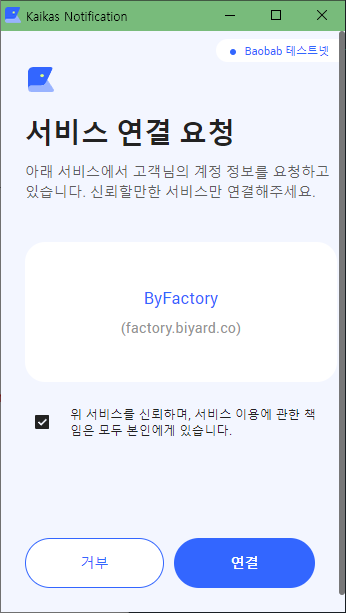 Kaikas Notification
Baobab 테스트넷
서비스 연결 요청
아래 서비스에서 고객님의 계정 정보를 요청하고
있습니다. 신뢰할만한 서비스만 연결해주세요.
ByFactory
(factory.biyard.co)
위 서비스를 신뢰하며, 서비스 이용에 관한 책
임은 모두 본인에게 있습니다.
거부
연결